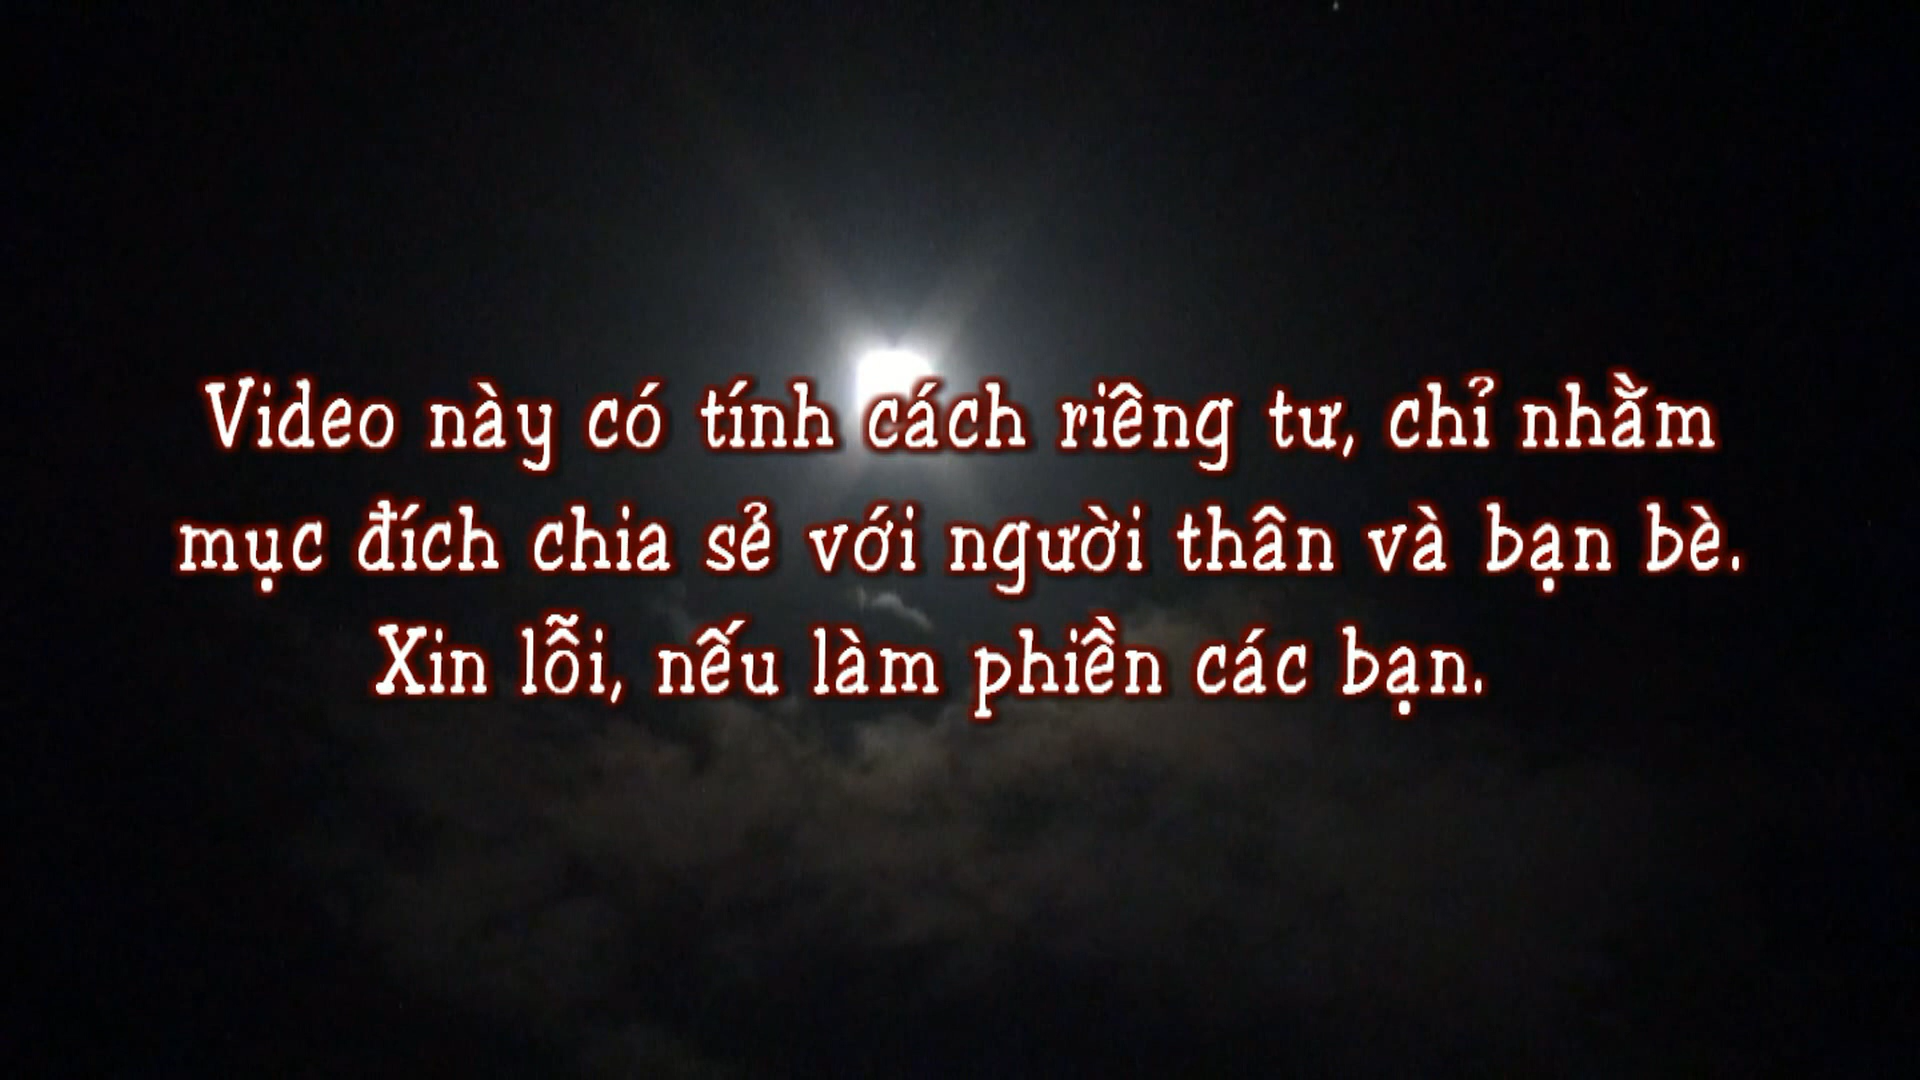 Video này có tính cách riêng tư, chỉ nhằm
mục đích chia sẻ với người thân và bạn bè.
Xin lỗi, nếu làm phiền các bạn.